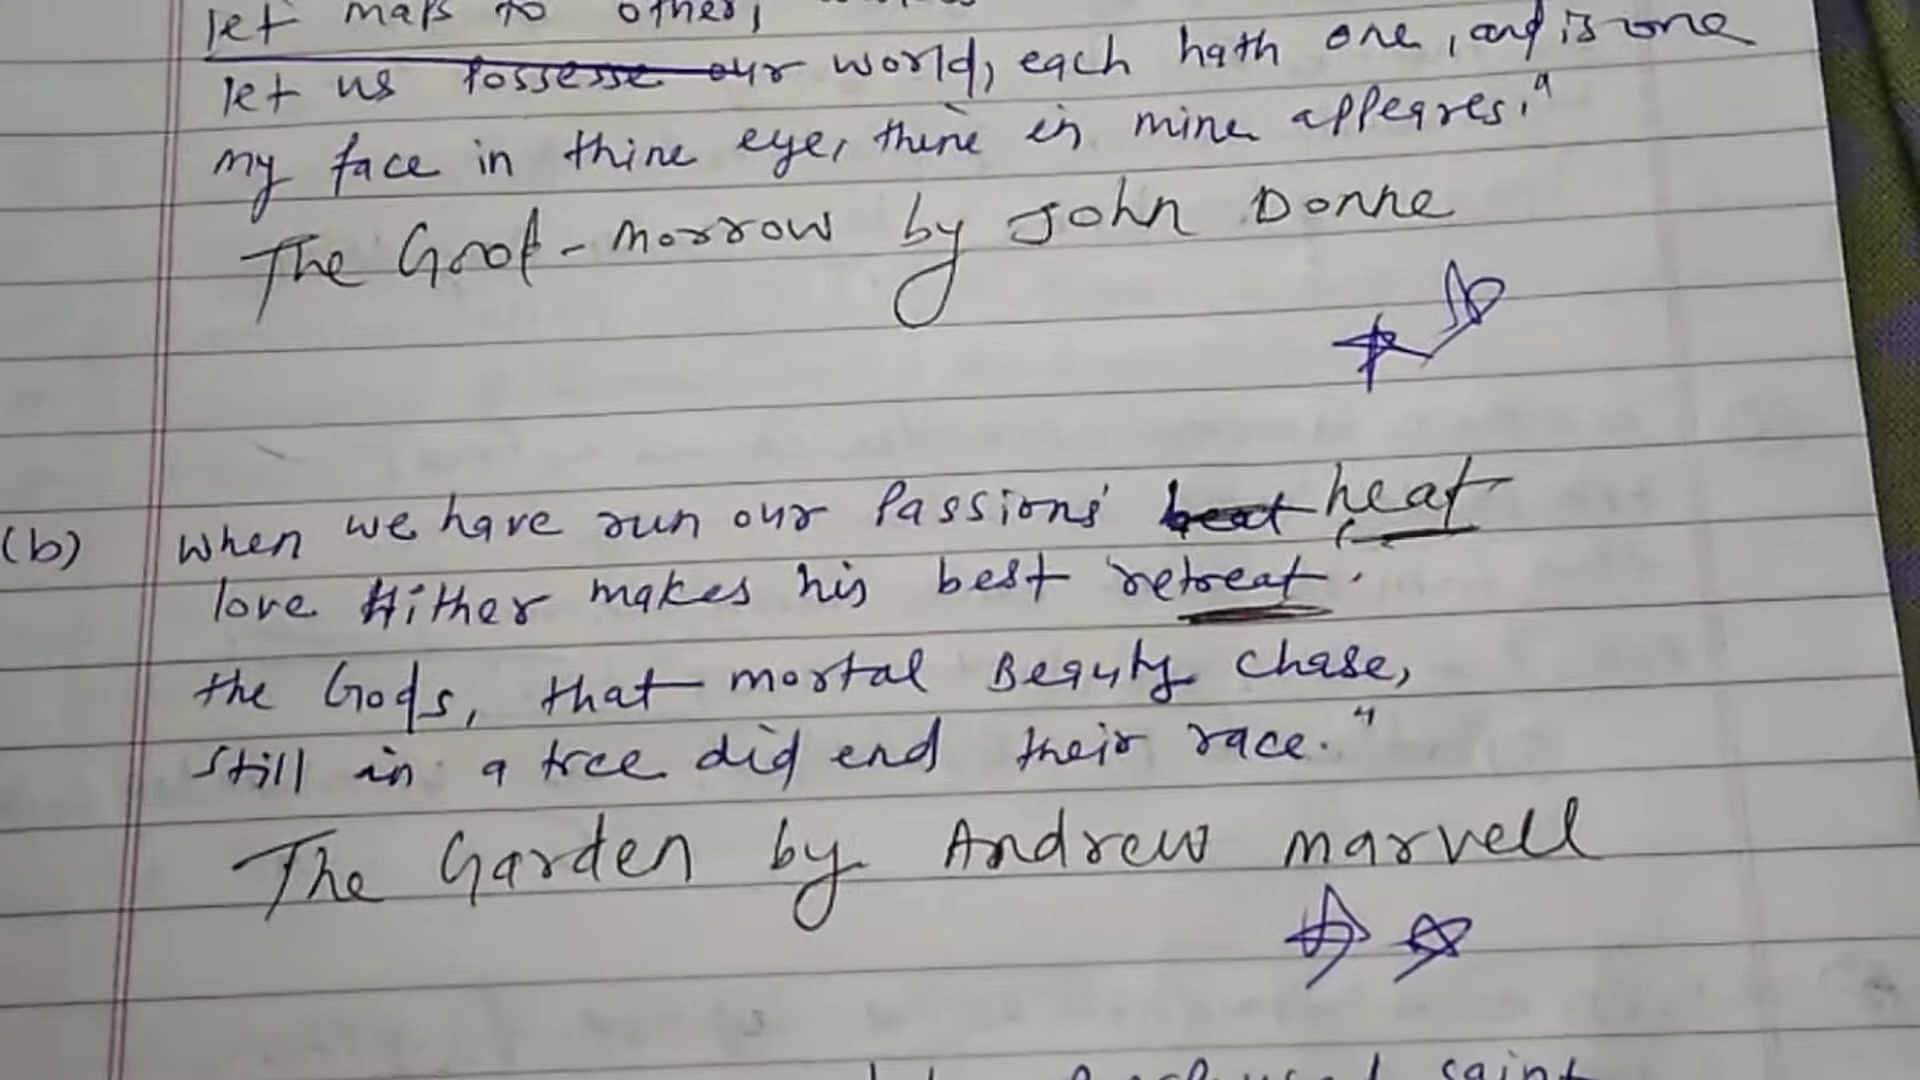 let maps to other,
let us possesse our world, each hath one, and is one
my face in thine eye, thine in mine appeares."
The Good-morrow by John Donne
(b) When we have run our Passions' heat heat
love Hither makes his best retreat.
the Gods, that mortal Beauty chase,
still in a tree did end their race."
The Garden by Andrew marvell
saint